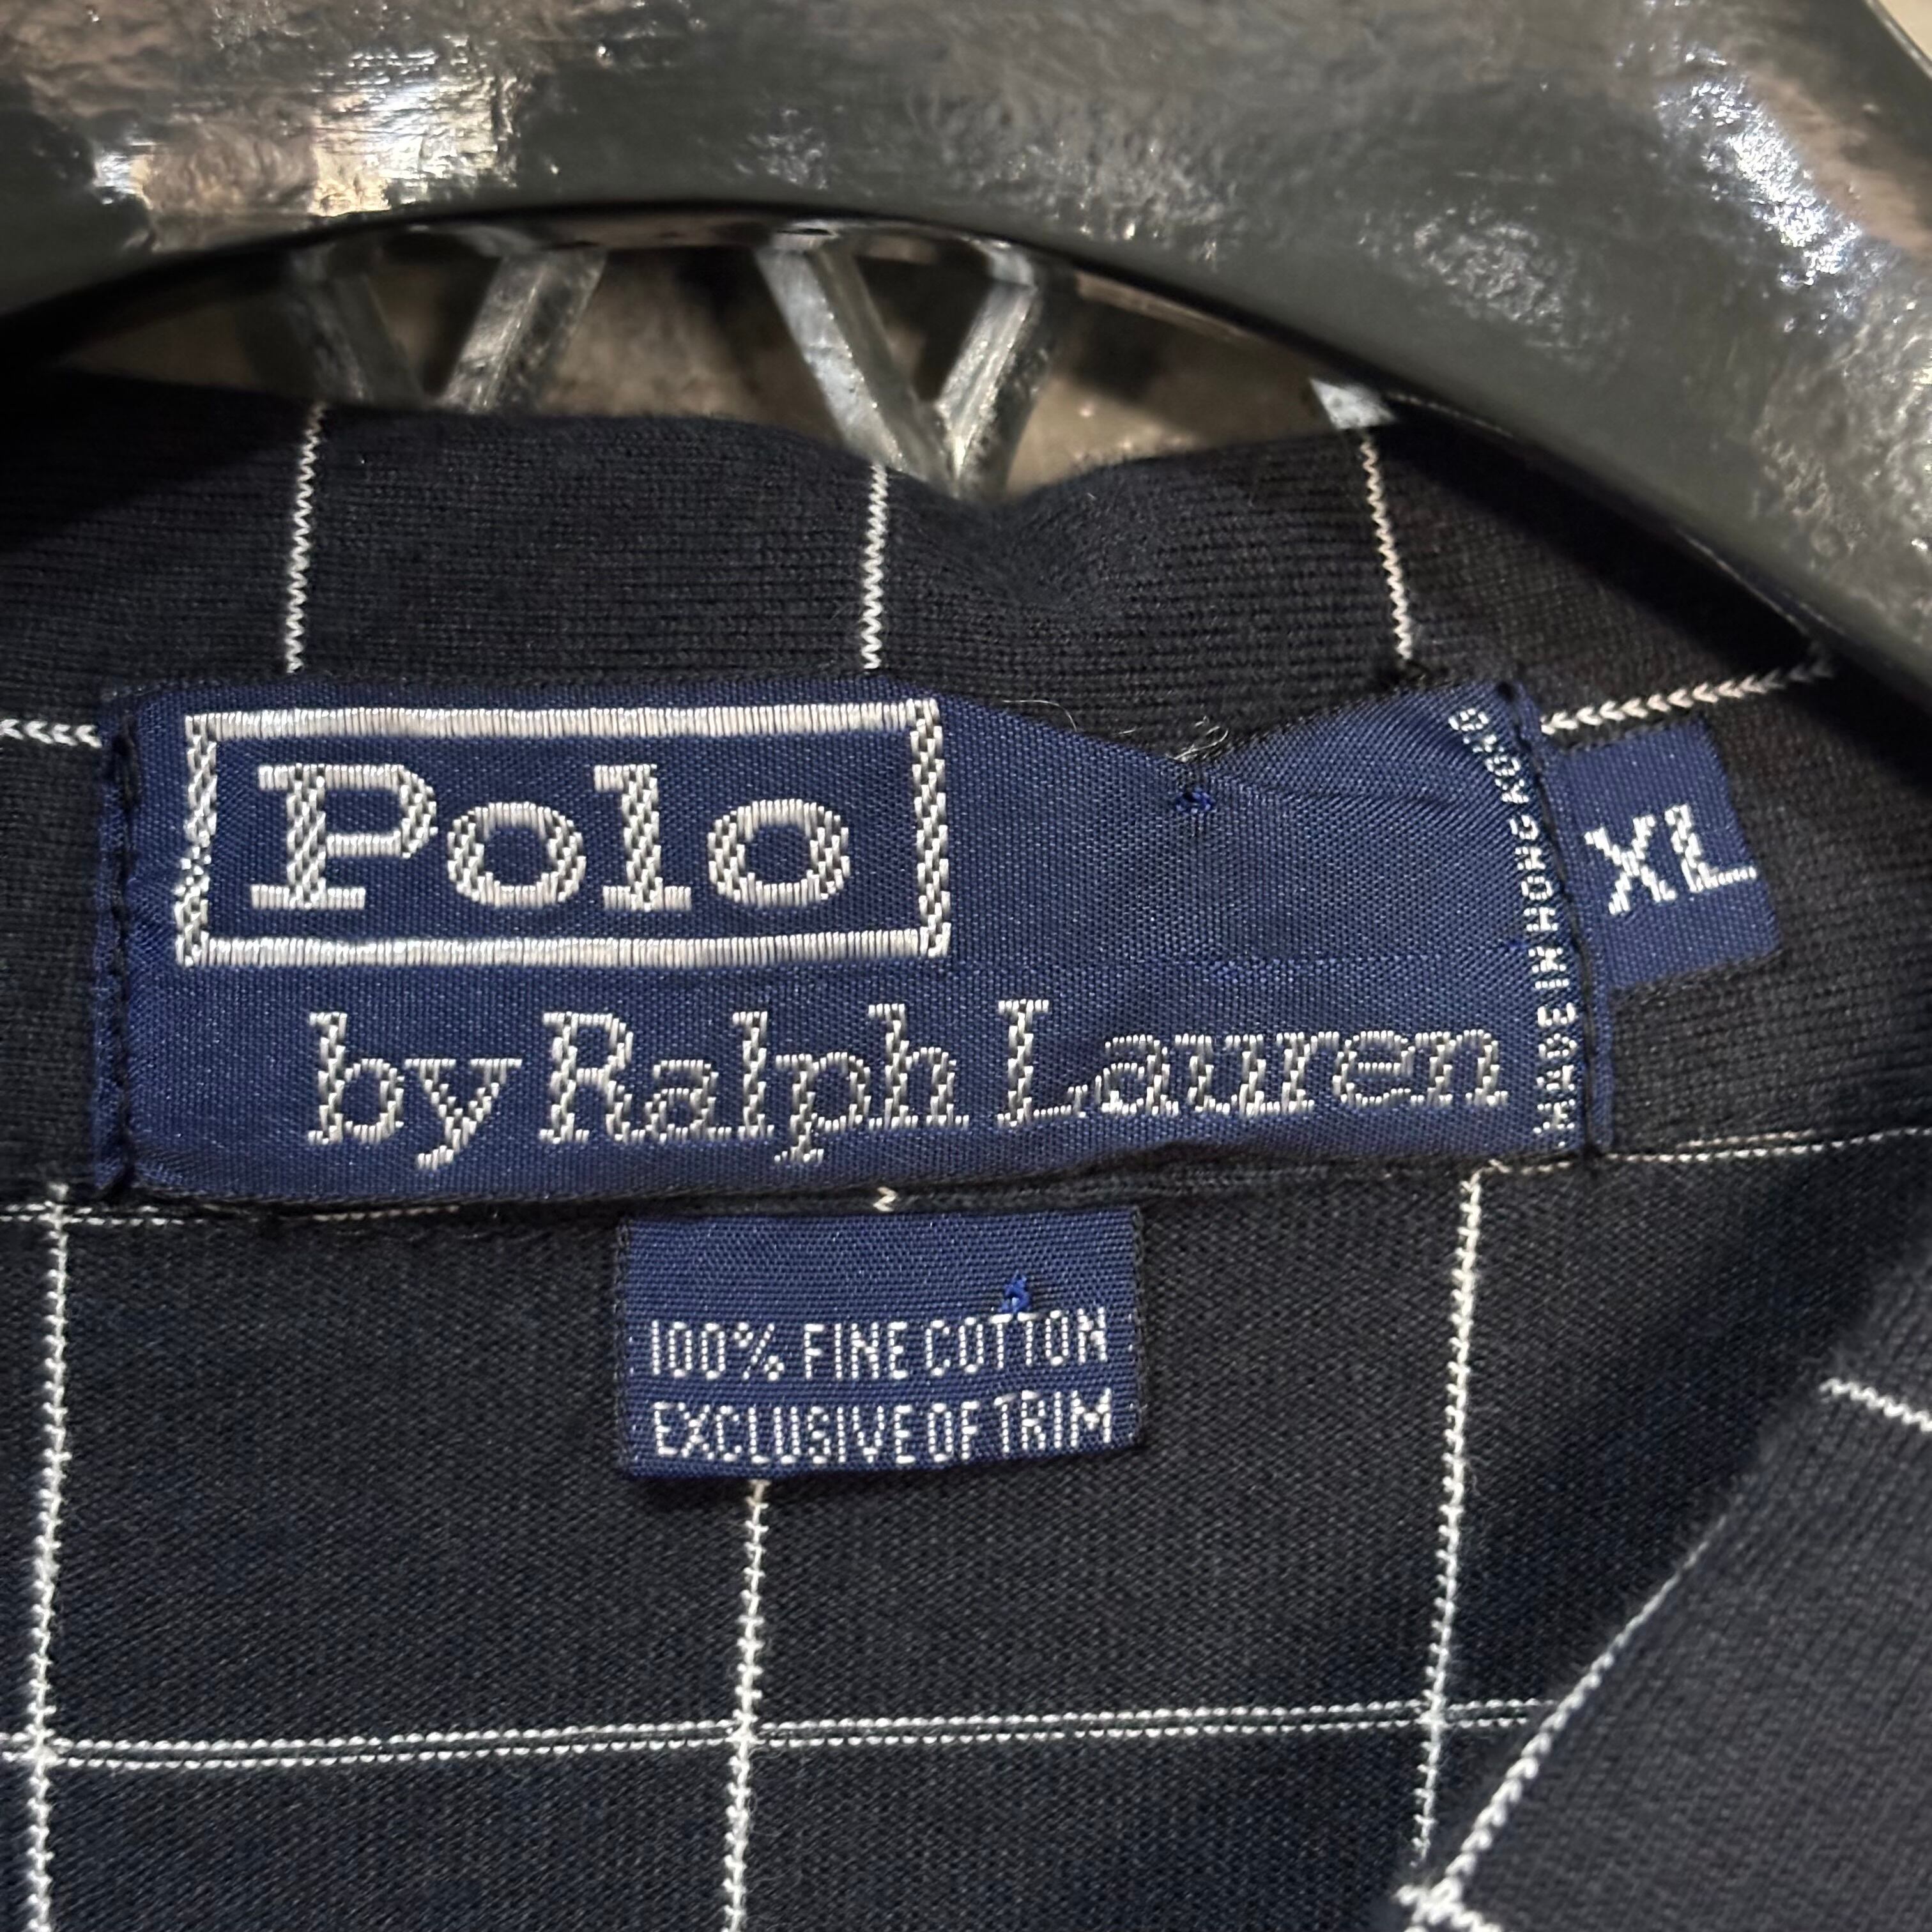 Polo
by Ralph Lauren
MADE IN HONG KONG
XL
100% FINE COTTON
EXCLUSIVE OF TRIM